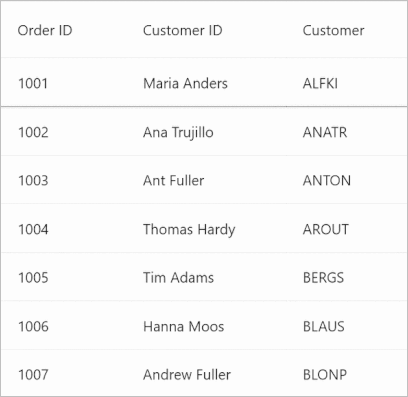 Order ID Customer ID Customer
1001 Maria Anders ALFKI
1002 Ana Trujillo ANATR
1003 Ant Fuller ANTON
1004 Thomas Hardy AROUT
1005 Tim Adams BERGS
1006 Hanna Moos BLAUS
1007 Andrew Fuller BLONP